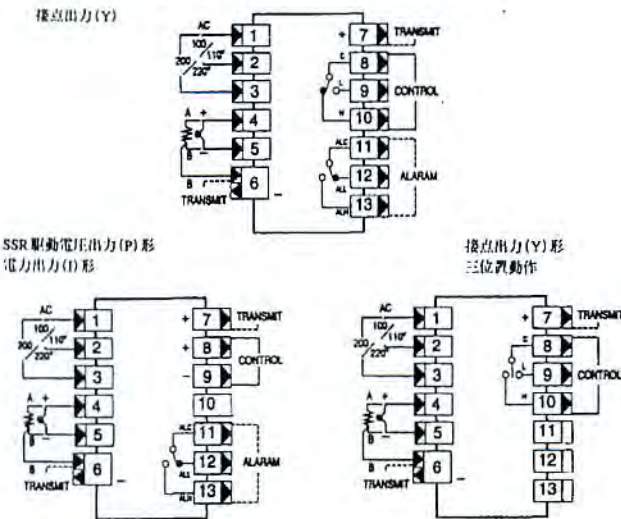 接点出力(Y)
AC
100
110°
200
220°
A +
B −
B
TRANSMIT
1
2
3
4
5
6
−
+ 7 TRANSMIT
C 8
L 9 CONTROL
H 10
ALC 11
ALL 12 ALARAM
ALH 13
SSR駆動電圧出力(P)形
電力出力(I)形
AC
100
110°
200
220°
A +
B −
B
TRANSMIT
1
2
3
4
5
6
−
+ 7 TRANSMIT
+ 8
CONTROL
− 9
10
ALC 11
ALL 12 ALARAM
ALH 13
接点出力(Y)形
三位置動作
AC
100
110°
200
220°
A +
B −
B
TRANSMIT
1
2
3
4
5
6
−
+ 7 TRANSMIT
C 8
L 9 CONTROL
H 10
11
12
13